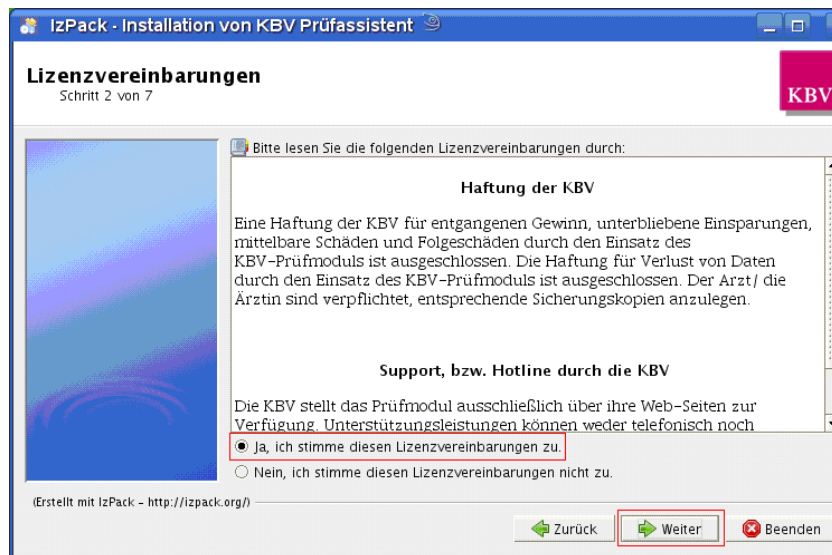 IzPack - Installation von KBV Prüfassistent
Lizenzvereinbarungen
Schritt 2 von 7
KBV
Bitte lesen Sie die folgenden Lizenzvereinbarungen durch:
Haftung der KBV
Eine Haftung der KBV für entgangenen Gewinn, unterbliebene Einsparungen,
mittelbare Schäden und Folgeschäden durch den Einsatz des
KBV-Prüfmoduls ist ausgeschlossen. Die Haftung für Verlust von Daten
durch den Einsatz des KBV-Prüfmoduls ist ausgeschlossen. Der Arzt/ die
Ärztin sind verpflichtet, entsprechende Sicherungskopien anzulegen.
Support, bzw. Hotline durch die KBV
Die KBV stellt das Prüfmodul ausschließlich über ihre Web-Seiten zur
Verfügung. Unterstützungsleistungen können weder telefonisch noch
Ja, ich stimme diesen Lizenzvereinbarungen zu.
Nein, ich stimme diesen Lizenzvereinbarungen nicht zu.
(Erstellt mit IzPack - http://izpack.org/)
Zurück
Weiter
Beenden